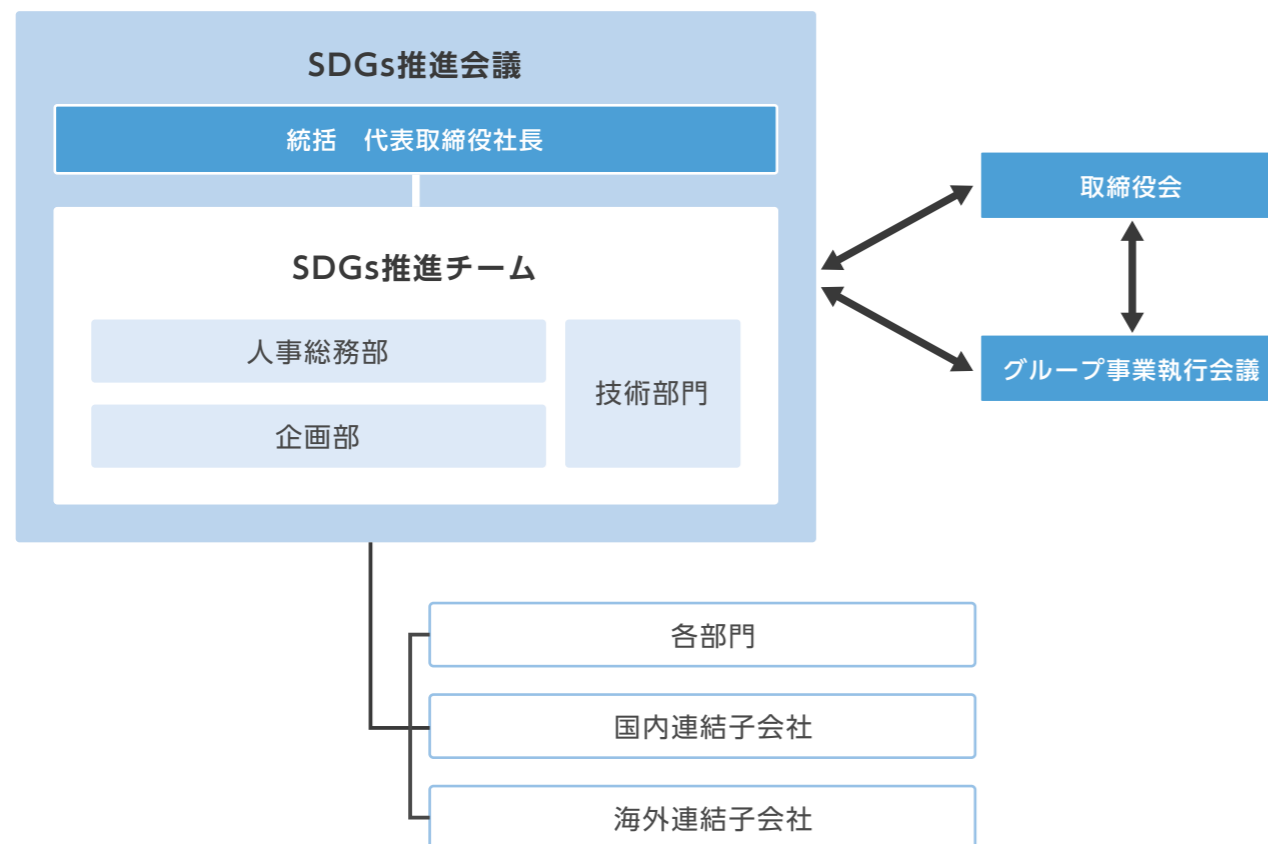 SDGs推進会議
統括　代表取締役社長
SDGs推進チーム
人事総務部
企画部
技術部門
取締役会
グループ事業執行会議
各部門
国内連結子会社
海外連結子会社